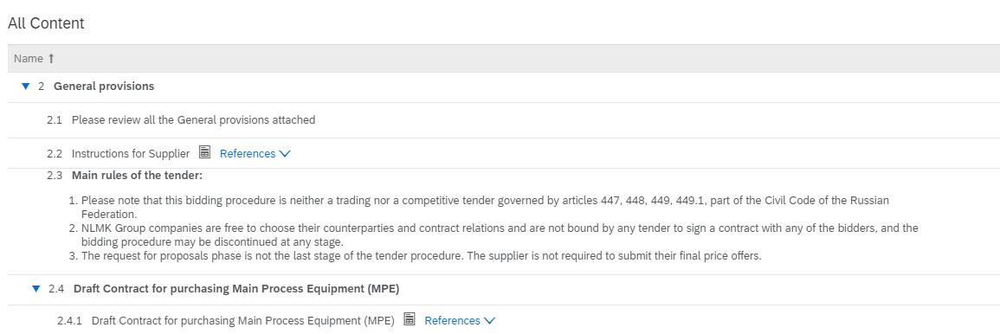 All Content
Name ↑
2 General provisions
2.1 Please review all the General provisions attached
2.2 Instructions for Supplier References
2.3 Main rules of the tender:
1. Please note that this bidding procedure is neither a trading nor a competitive tender governed by articles 447, 448, 449, 449.1, part of the Civil Code of the Russian
Federation.
2. NLMK Group companies are free to choose their counterparties and contract relations and are not bound by any tender to sign a contract with any of the bidders, and the
bidding procedure may be discontinued at any stage.
3. The request for proposals phase is not the last stage of the tender procedure. The supplier is not required to submit their final price offers.
2.4 Draft Contract for purchasing Main Process Equipment (MPE)
2.4.1 Draft Contract for purchasing Main Process Equipment (MPE) References